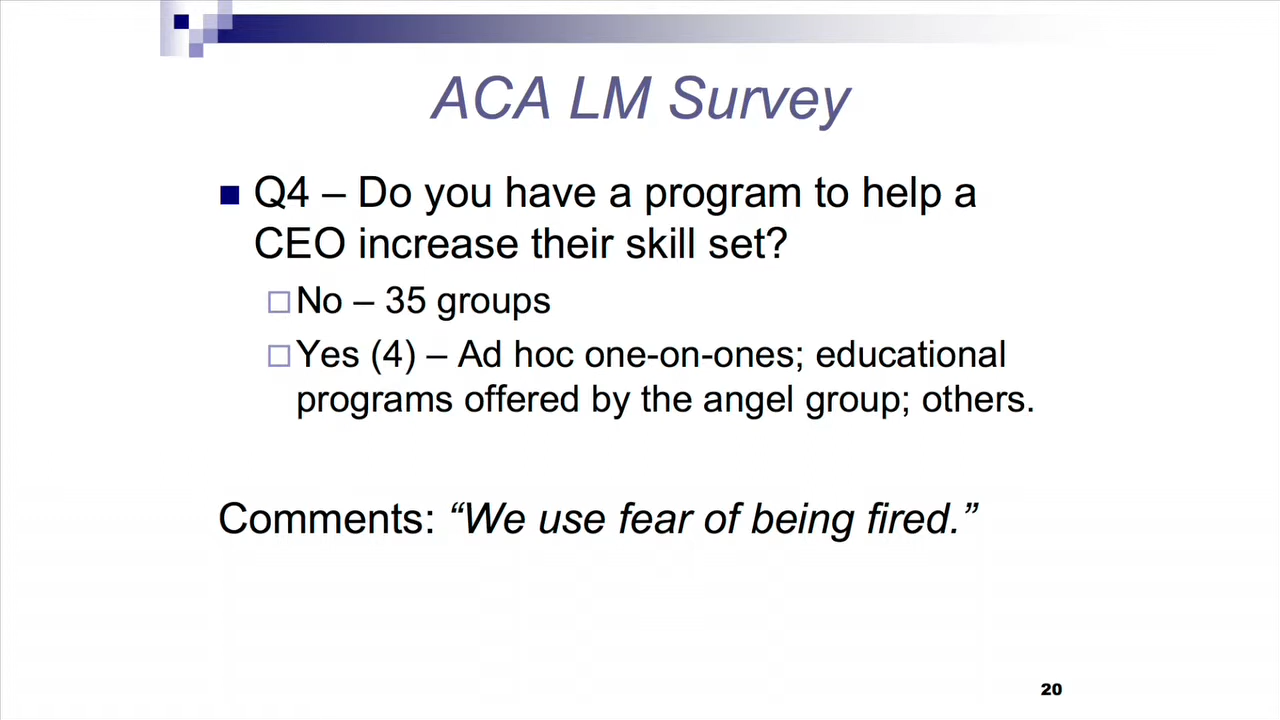 ACA LM Survey
Q4 – Do you have a program to help a
CEO increase their skill set?
No – 35 groups
Yes (4) – Ad hoc one-on-ones; educational
programs offered by the angel group; others.
Comments: “We use fear of being fired.”
20